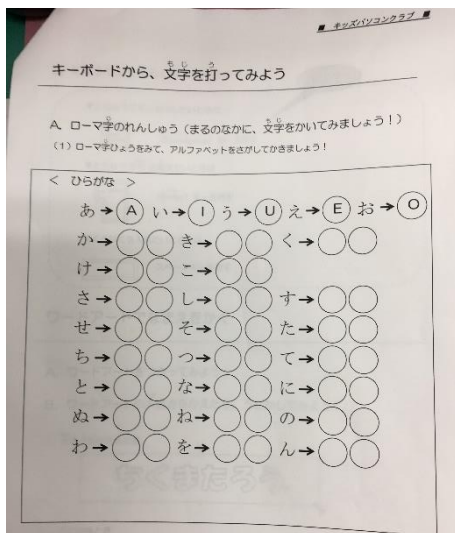 ■ キッズパソコンクラブ ■
キーボードから、文字を打ってみよう
A. ローマ字のれんしゅう（まるのなかに、文字をかいてみましょう！）
（1）ローマ字ひょうをみて、アルファベットをさがしてかきましょう！
＜ ひらがな ＞
あ→A い→I う→U え→E お→O
か→ き→ く→
け→ こ→
さ→ し→ す→
せ→ そ→ た→
ち→ つ→ て→
と→ な→ に→
ぬ→ ね→ の→
わ→ を→ ん→